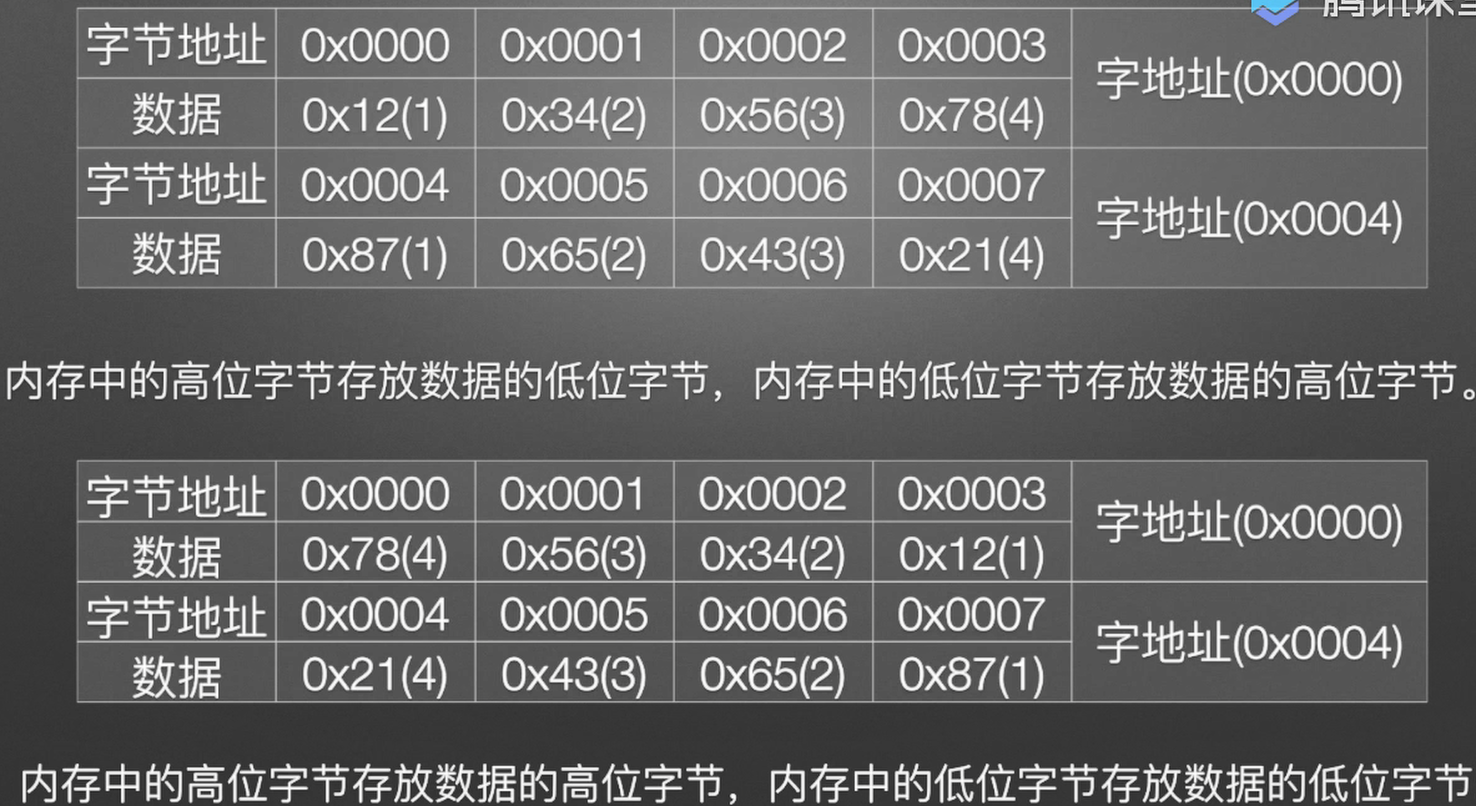 腾讯课堂
字节地址 0x0000 0x0001 0x0002 0x0003 字地址(0x0000)
数据 0x12(1) 0x34(2) 0x56(3) 0x78(4)
字节地址 0x0004 0x0005 0x0006 0x0007 字地址(0x0004)
数据 0x87(1) 0x65(2) 0x43(3) 0x21(4)
内存中的高位字节存放数据的低位字节，内存中的低位字节存放数据的高位字节。
字节地址 0x0000 0x0001 0x0002 0x0003 字地址(0x0000)
数据 0x78(4) 0x56(3) 0x34(2) 0x12(1)
字节地址 0x0004 0x0005 0x0006 0x0007 字地址(0x0004)
数据 0x21(4) 0x43(3) 0x65(2) 0x87(1)
内存中的高位字节存放数据的高位字节，内存中的低位字节存放数据的低位字节